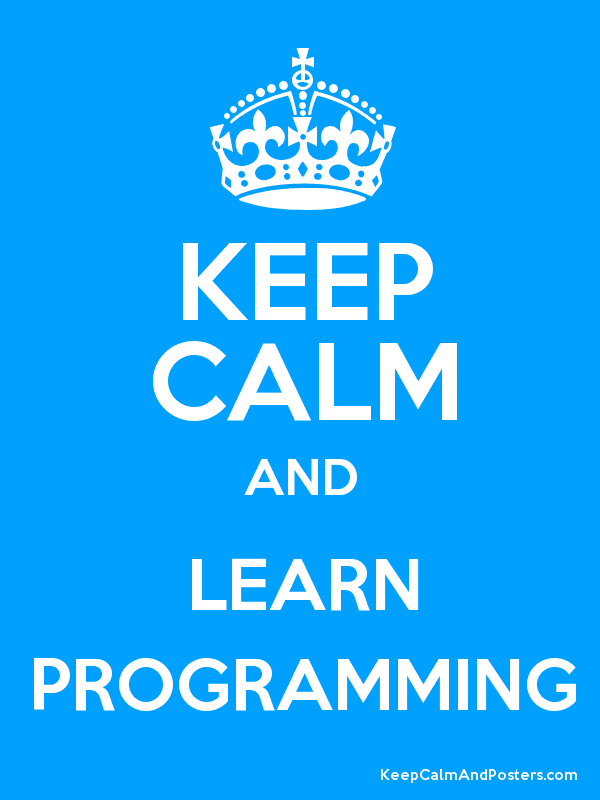 KEEP
CALM
AND
LEARN
PROGRAMMING
KeepCalmAndPosters.com